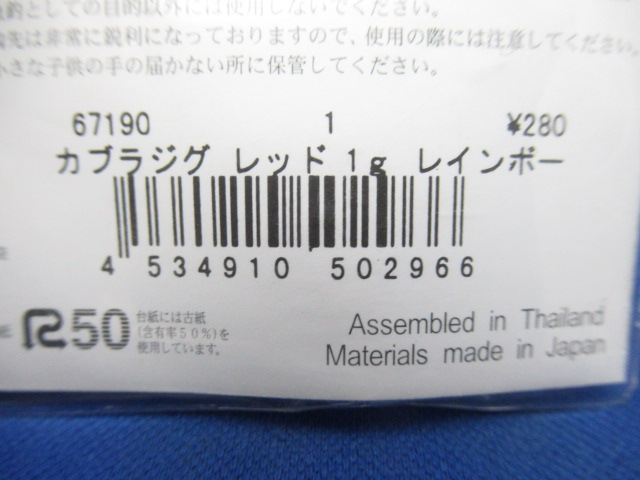 釣としての目的以外には使用しないでください。
先は非常に鋭利になっておりますので、使用の際には注意してください
小さな子供の手の届かない所に保管してください。
67190 1 ¥280
カブラジグ レッド 1g レインボー
4 534910 502966
R50 台紙には古紙
(含有率50%)を
使用しています。
Assembled in Thailand
Materials made in Japan